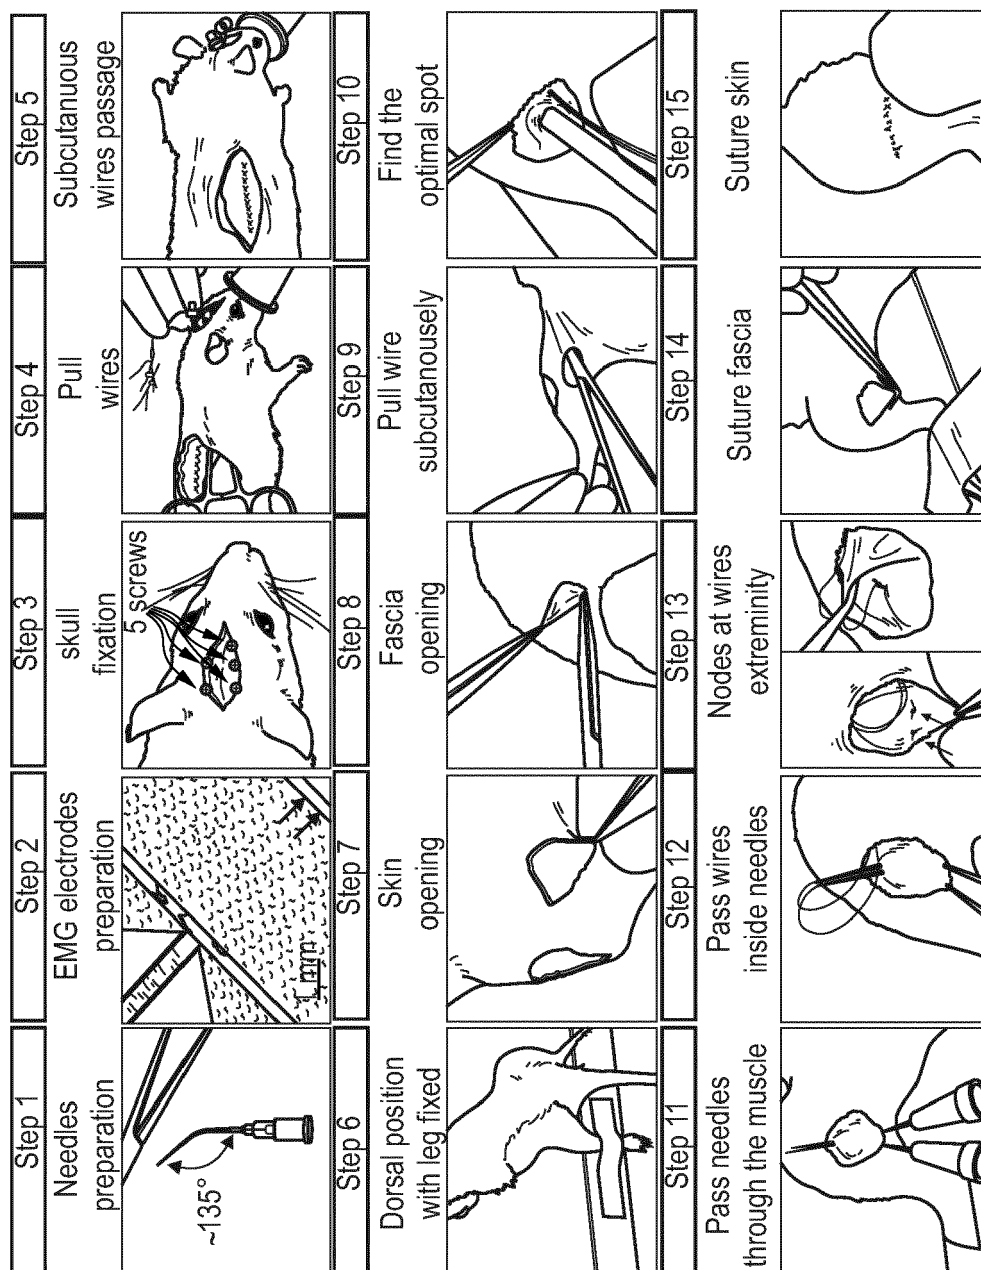 Step 1
Needles
preparation
~135°
Step 2
EMG electrodes
preparation
1 mm
Step 3
skull
fixation
5 screws
Step 4
Pull
wires
Step 5
Subcutanuous
wires passage
Step 6
Dorsal position
with leg fixed
Step 7
Skin
opening
Step 8
Fascia
opening
Step 9
Pull wire
subcutanousely
Step 10
Find the
optimal spot
Step 11
Pass needles
through the muscle
Step 12
Pass wires
inside needles
Step 13
Nodes at wires
extreminity
Step 14
Suture fascia
Step 15
Suture skin